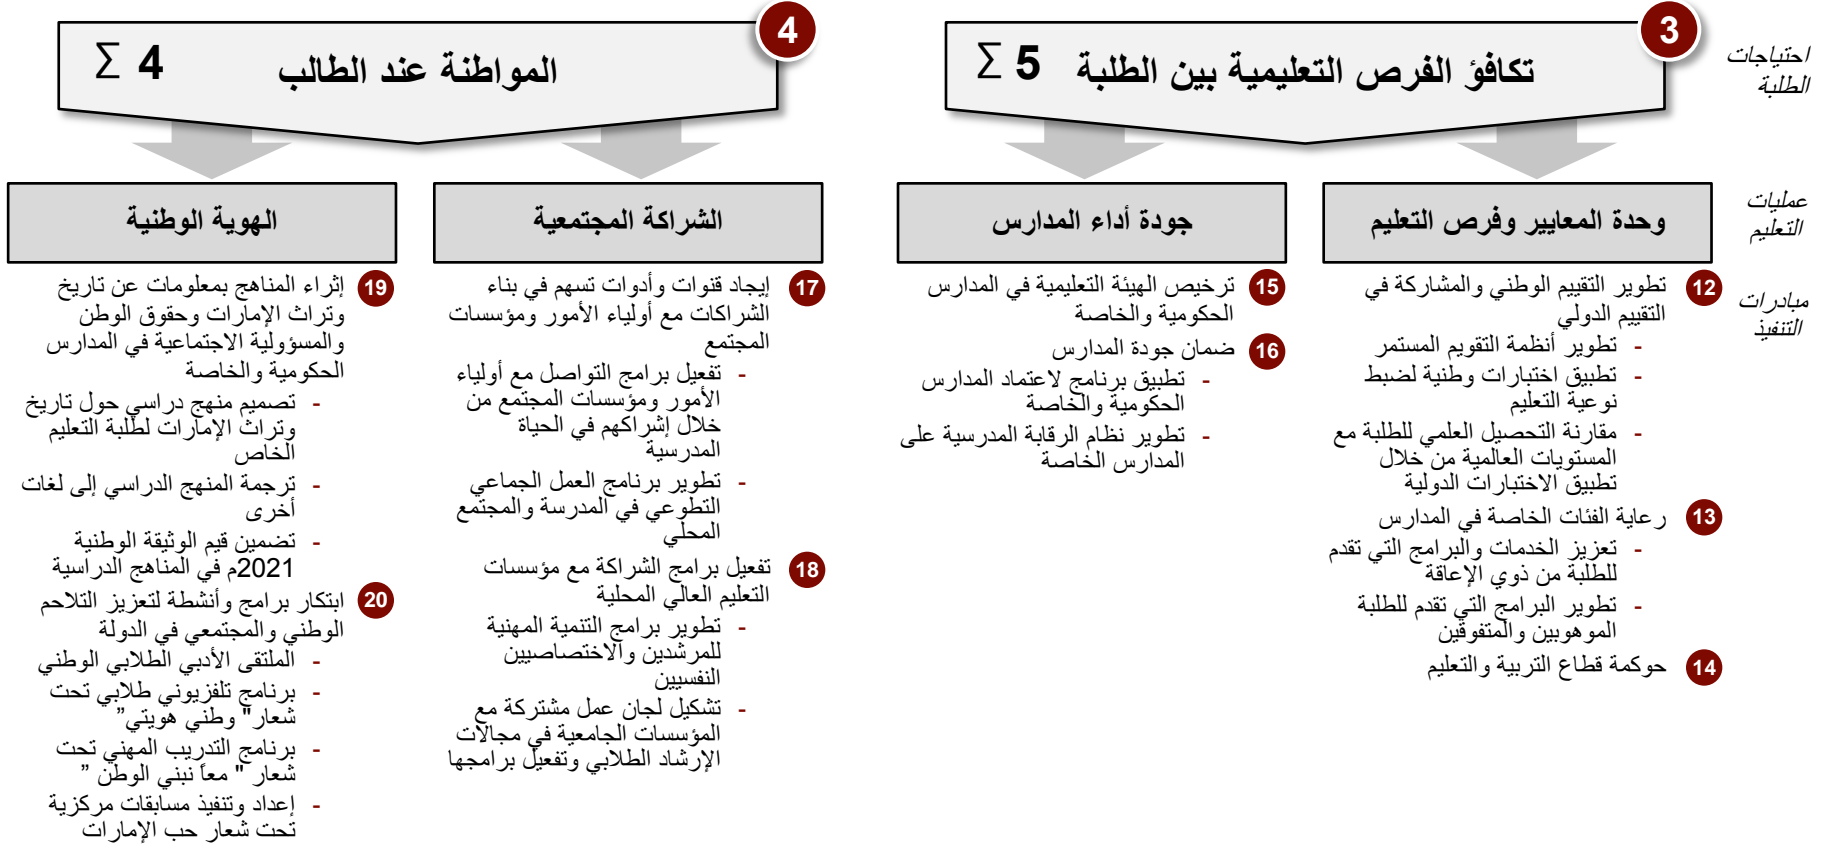 احتياجات
الطلبة
3
تكافؤ الفرص التعليمية بين الطلبة 5 Σ
4
المواطنة عند الطالب 4 Σ
عمليات
التعليم
وحدة المعايير وفرص التعليم
جودة أداء المدارس
الشراكة المجتمعية
الهوية الوطنية
مبادرات
التنفيذ
12 تطوير التقييم الوطني والمشاركة في
التقييم الدولي
- تطوير أنظمة التقويم المستمر
- تطبيق اختبارات وطنية لضبط
نوعية التعليم
- مقارنة التحصيل العلمي للطلبة مع
المستويات العالمية من خلال
تطبيق الاختبارات الدولية
13 رعاية الفئات الخاصة في المدارس
- تعزيز الخدمات والبرامج التي تقدم
للطلبة من ذوي الإعاقة
- تطوير البرامج التي تقدم للطلبة
الموهوبين والمتفوقين
14 حوكمة قطاع التربية والتعليم
15 ترخيص الهيئة التعليمية في المدارس
الحكومية والخاصة
16 ضمان جودة المدارس
- تطبيق برنامج لاعتماد المدارس
الحكومية والخاصة
- تطوير نظام الرقابة المدرسية على
المدارس الخاصة
17 إيجاد قنوات وأدوات تسهم في بناء
الشراكات مع أولياء الأمور ومؤسسات
المجتمع
- تفعيل برامج التواصل مع أولياء
الأمور ومؤسسات المجتمع من
خلال إشراكهم في الحياة
المدرسية
- تطوير برنامج العمل الجماعي
التطوعي في المدرسة والمجتمع
المحلي
18 تفعيل برامج الشراكة مع مؤسسات
التعليم العالي المحلية
- تطوير برامج التنمية المهنية
للمرشدين والاختصاصيين
النفسيين
- تشكيل لجان عمل مشتركة مع
المؤسسات الجامعية في مجالات
الإرشاد الطلابي وتفعيل برامجها
19 إثراء المناهج بمعلومات عن تاريخ
وتراث الإمارات وحقوق الوطن
والمسؤولية الاجتماعية في المدارس
الحكومية والخاصة
- تصميم منهج دراسي حول تاريخ
وتراث الإمارات لطلبة التعليم
الخاص
- ترجمة المنهج الدراسي إلى لغات
أخرى
- تضمين قيم الوثيقة الوطنية
2021م في المناهج الدراسية
20 ابتكار برامج وأنشطة لتعزيز التلاحم
الوطني والمجتمعي في الدولة
- الملتقى الأدبي الطلابي الوطني
- برنامج تلفزيوني طلابي تحت
شعار" وطني هويتي”
- برنامج التدريب المهني تحت
شعار " معاً نبني الوطن ”
- إعداد وتنفيذ مسابقات مركزية
تحت شعار حب الإمارات